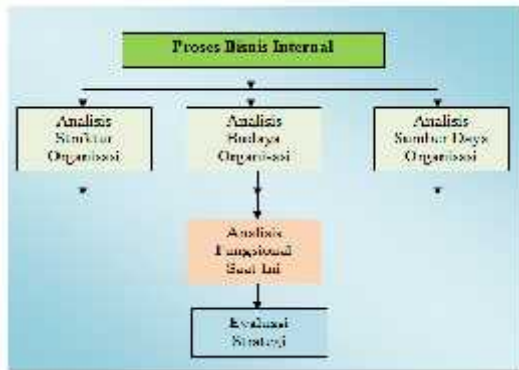 Proses Bisnis Internal
Analisis
Struktur
Organisasi
Analisis
Budaya
Organisasi
Analisis
Sumber Daya
Organisasi
Analisis
Fungsional
Saat Ini
Evaluasi
Strategi